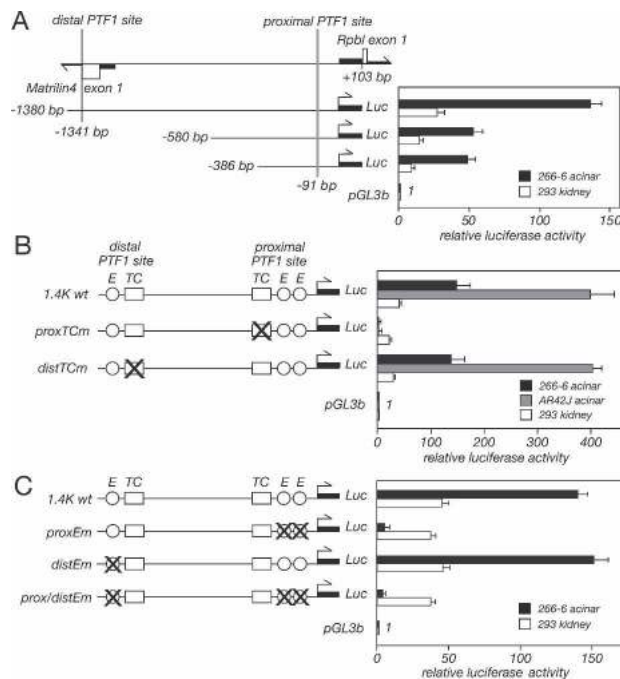 A
distal PTF1 site
proximal PTF1 site
Rpbl exon 1
Matrilin4 exon 1
+103 bp
-1380 bp
Luc
-1341 bp
-580 bp
Luc
-386 bp
Luc
-91 bp
pGL3b
1
266-6 acinar
293 kidney
0 50 100 150
relative luciferase activity
B
distal
PTF1 site
proximal
PTF1 site
E TC TC E E
1.4K wt
Luc
proxTCm
Luc
distTCm
Luc
pGL3b
1
266-6 acinar
AR42J acinar
293 kidney
0 100 200 300 400
relative luciferase activity
C
E TC TC E E
1.4K wt
Luc
proxEm
Luc
distEm
Luc
prox/distEm
Luc
pGL3b
1
266-6 acinar
293 kidney
0 50 100 150
relative luciferase activity